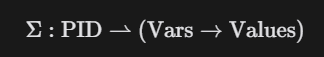 Σ : PID ⇀ (Vars → Values)